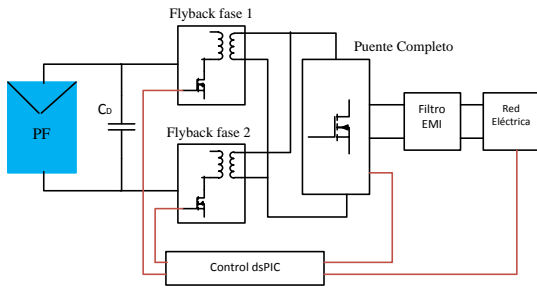 Flyback fase 1
Puente Completo
PF
CD
Filtro
EMI
Red
Eléctrica
Flyback fase 2
Control dsPIC